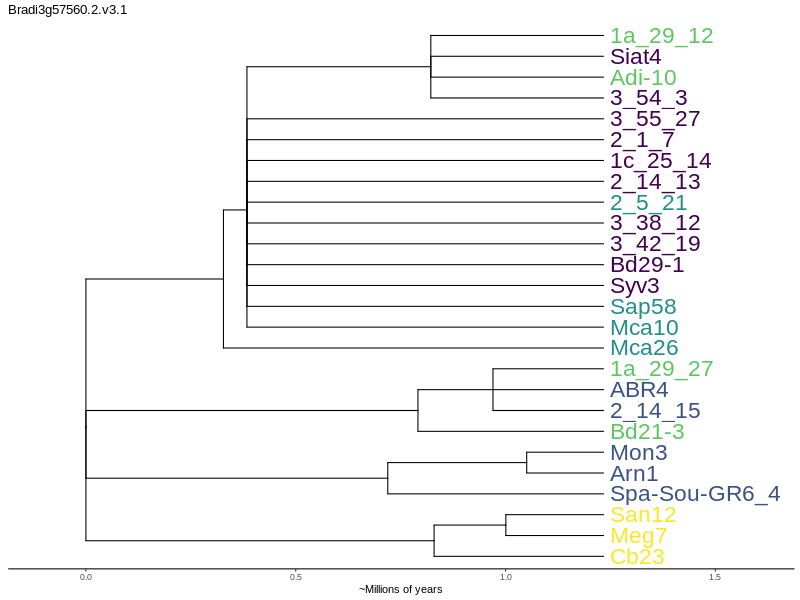 Bradi3g57560.2.v3.1
1a_29_12
Siat4
Adi-10
3_54_3
3_55_27
2_1_7
1c_25_14
2_14_13
2_5_21
3_38_12
3_42_19
Bd29-1
Syv3
Sap58
Mca10
Mca26
1a_29_27
ABR4
2_14_15
Bd21-3
Mon3
Arn1
Spa-Sou-GR6_4
San12
Meg7
Cb23
0.0 0.5 1.0 1.5
~Millions of years